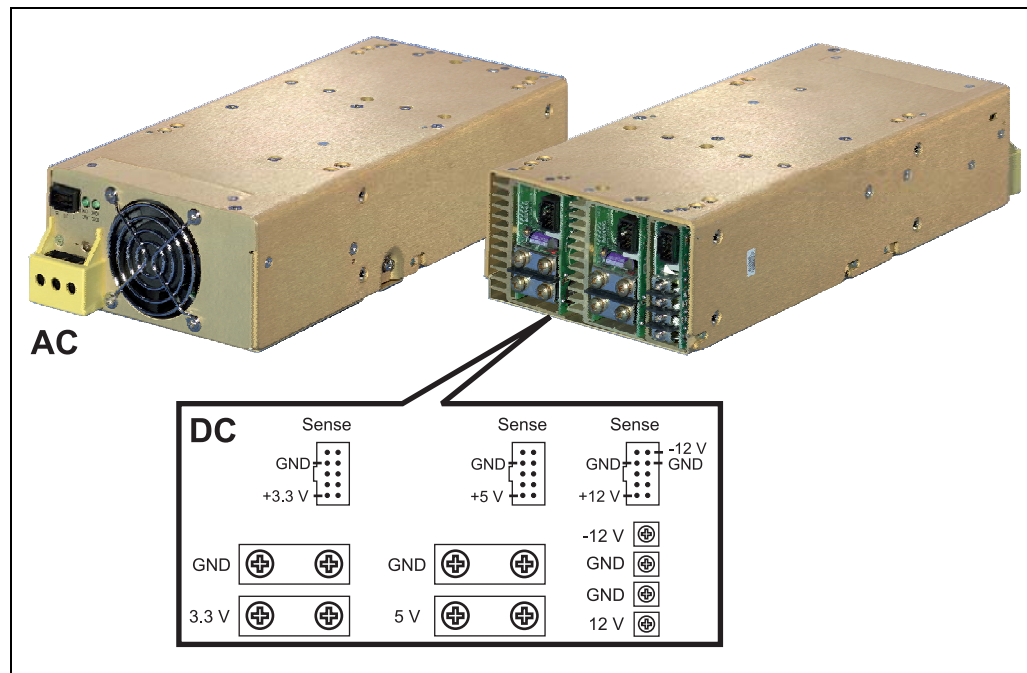 AC
DC
Sense
GND
+3.3 V
Sense
GND
+5 V
Sense
-12 V
GND
GND
+12 V
GND
3.3 V
GND
5 V
-12 V
GND
GND
12 V